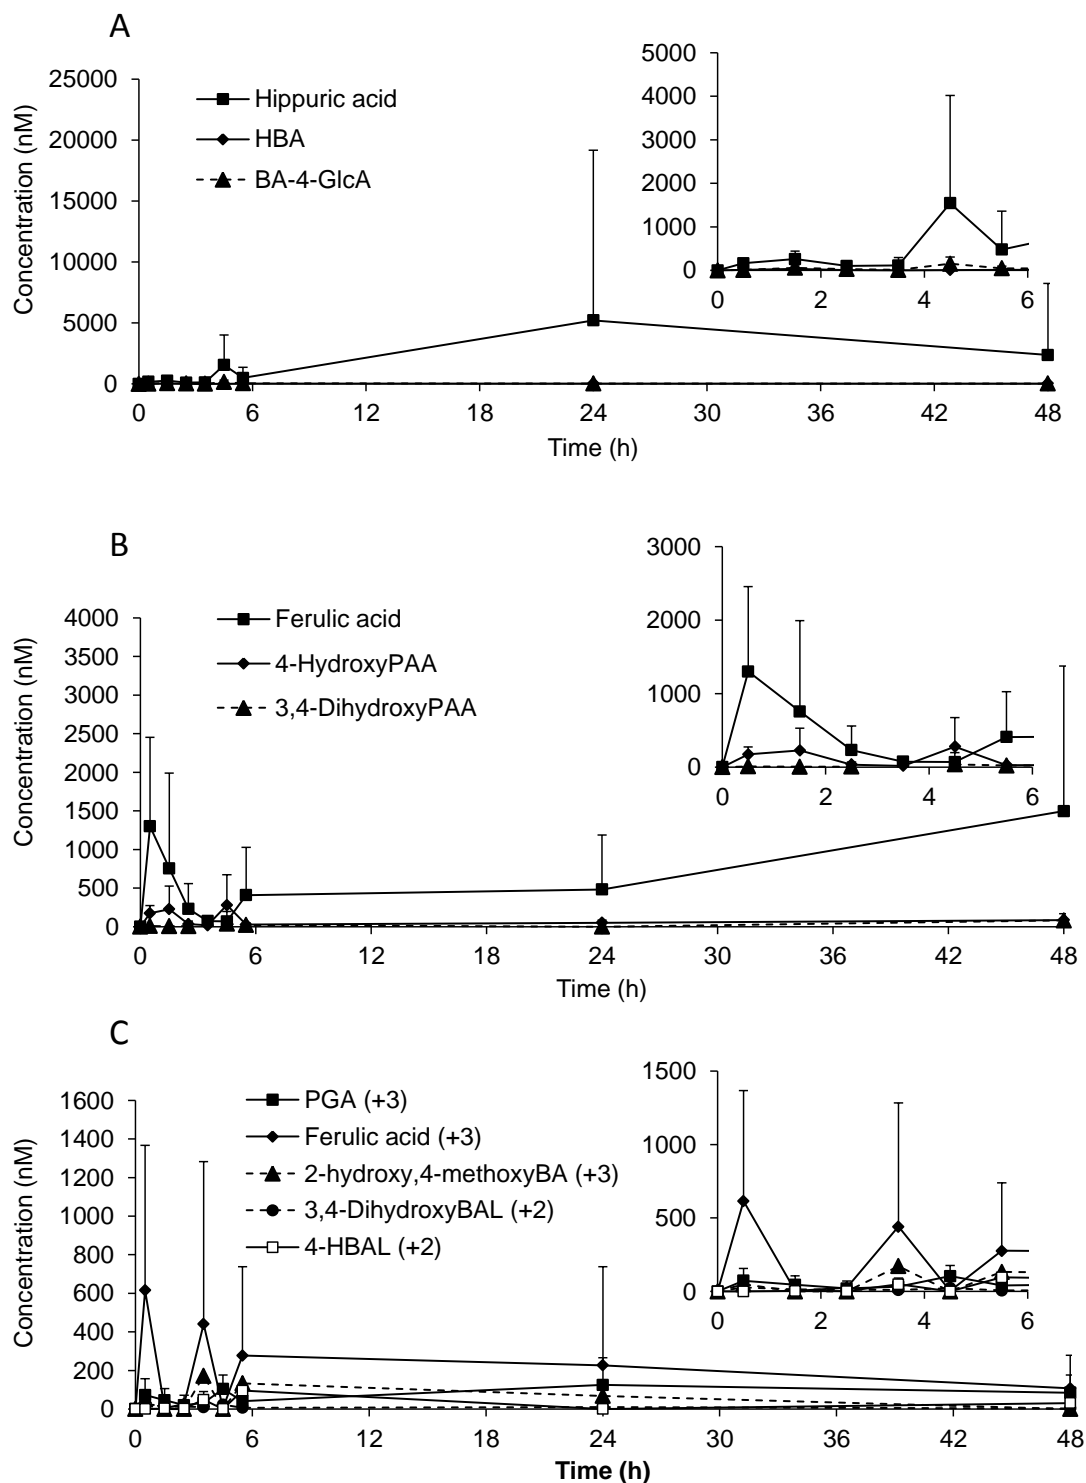 A
Concentration (nM)
25000
20000
15000
10000
5000
0
Hippuric acid
HBA
BA-4-GlcA
5000
4000
3000
2000
1000
0
0 2 4 6
0 6 12 18 24 30 36 42 48
Time (h)
B
Concentration (nM)
4000
3500
3000
2500
2000
1500
1000
500
0
Ferulic acid
4-HydroxyPAA
3,4-DihydroxyPAA
3000
2000
1000
0
0 2 4 6
0 6 12 18 24 30 36 42 48
Time (h)
C
Concentration (nM)
1600
1400
1200
1000
800
600
400
200
0
PGA (+3)
Ferulic acid (+3)
2-hydroxy,4-methoxyBA (+3)
3,4-DihydroxyBAL (+2)
4-HBAL (+2)
1500
1000
500
0
0 2 4 6
0 6 12 18 24 30 36 42 48
Time (h)